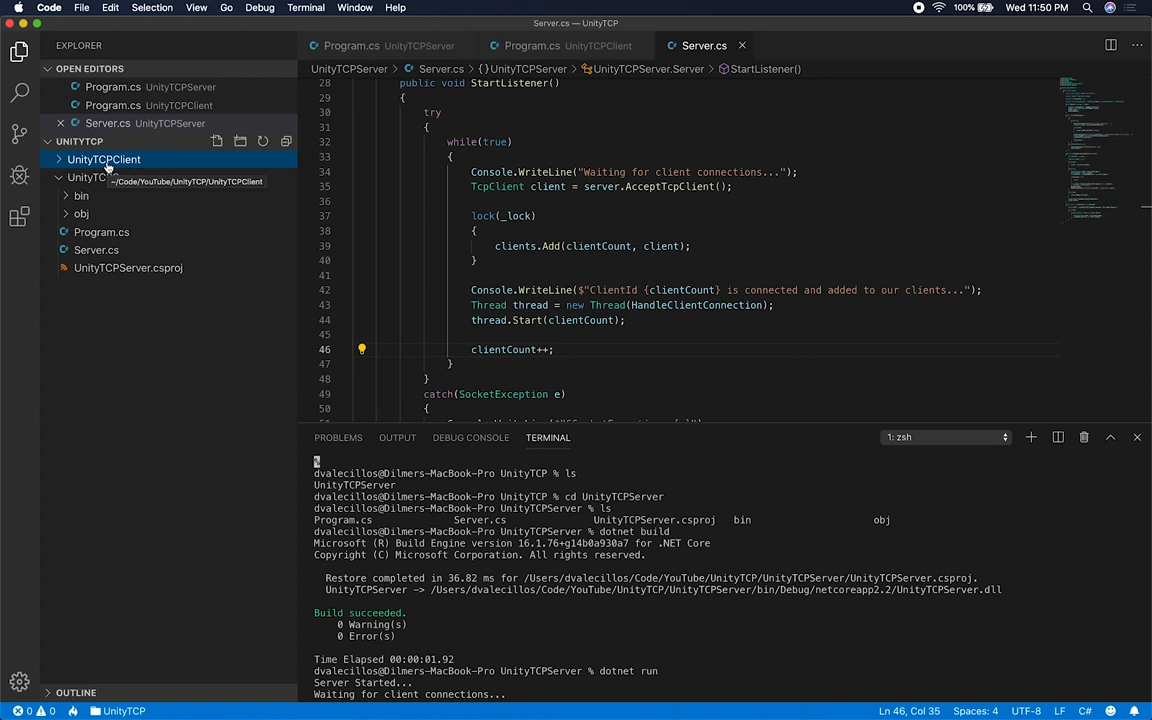 Code File Edit Selection View Go Debug Terminal Window Help 100% Wed 11:50 PM
Server.cs — UnityTCP
EXPLORER
OPEN EDITORS
Program.cs UnityTCPServer
Program.cs UnityTCPClient
Server.cs UnityTCPServer
UNITYTCP
UnityTCPClient
~/Code/YouTube/UnityTCP/UnityTCPClient
bin
obj
Program.cs
Server.cs
UnityTCPServer.csproj
OUTLINE
Program.cs UnityTCPServer Program.cs UnityTCPClient Server.cs
UnityTCPServer > Server.cs > {} UnityTCPServer > UnityTCPServer.Server > StartListener()
28 public void StartListener()
29 {
30 try
31 {
32 while(true)
33 {
34 Console.WriteLine("Waiting for client connections...");
35 TcpClient client = server.AcceptTcpClient();
36
37 lock(_lock)
38 {
39 clients.Add(clientCount, client);
40 }
41
42 Console.WriteLine($"ClientId {clientCount} is connected and added to our clients...");
43 Thread thread = new Thread(HandleClientConnection);
44 thread.Start(clientCount);
45
46 clientCount++;
47 }
48 }
49 catch(SocketException e)
50 {
PROBLEMS OUTPUT DEBUG CONSOLE TERMINAL 1: zsh
%
dvalecillos@Dilmers-MacBook-Pro UnityTCP % ls
UnityTCPServer
dvalecillos@Dilmers-MacBook-Pro UnityTCP % cd UnityTCPServer
dvalecillos@Dilmers-MacBook-Pro UnityTCPServer % ls
Program.cs Server.cs UnityTCPServer.csproj bin obj
dvalecillos@Dilmers-MacBook-Pro UnityTCPServer % dotnet build
Microsoft (R) Build Engine version 16.1.76+g14b0a930a7 for .NET Core
Copyright (C) Microsoft Corporation. All rights reserved.
Restore completed in 36.82 ms for /Users/dvalecillos/Code/YouTube/UnityTCP/UnityTCPServer/UnityTCPServer.csproj.
UnityTCPServer -> /Users/dvalecillos/Code/YouTube/UnityTCP/UnityTCPServer/bin/Debug/netcoreapp2.2/UnityTCPServer.dll
Build succeeded.
0 Warning(s)
0 Error(s)
Time Elapsed 00:00:01.92
dvalecillos@Dilmers-MacBook-Pro UnityTCPServer % dotnet run
Server Started...
Waiting for client connections...
0 0 UnityTCP Ln 46, Col 35 Spaces: 4 UTF-8 LF C#